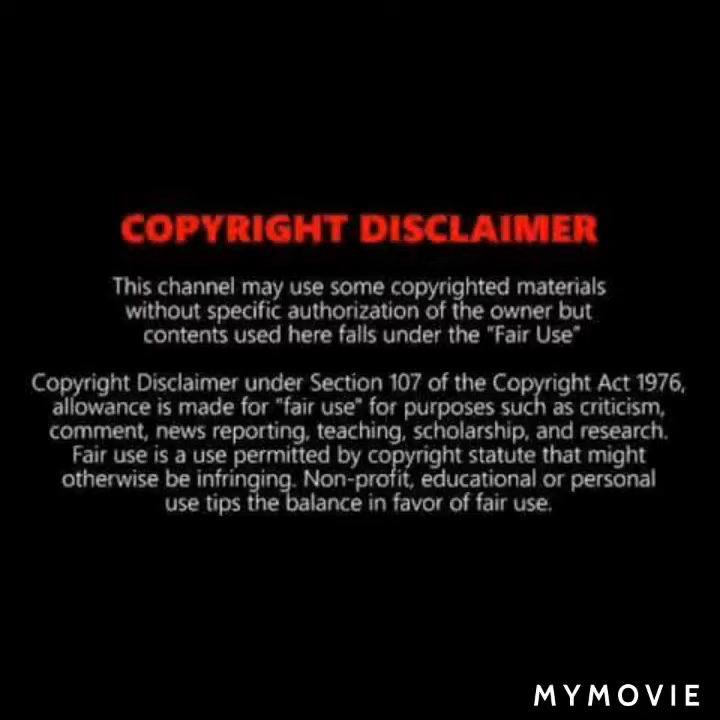 COPYRIGHT DISCLAIMER
This channel may use some copyrighted materials
without specific authorization of the owner but
contents used here falls under the "Fair Use"
Copyright Disclaimer under Section 107 of the Copyright Act 1976,
allowance is made for "fair use" for purposes such as criticism,
comment, news reporting, teaching, scholarship, and research.
Fair use is a use permitted by copyright statute that might
otherwise be infringing. Non-profit, educational or personal
use tips the balance in favor of fair use.
MYMOVIE